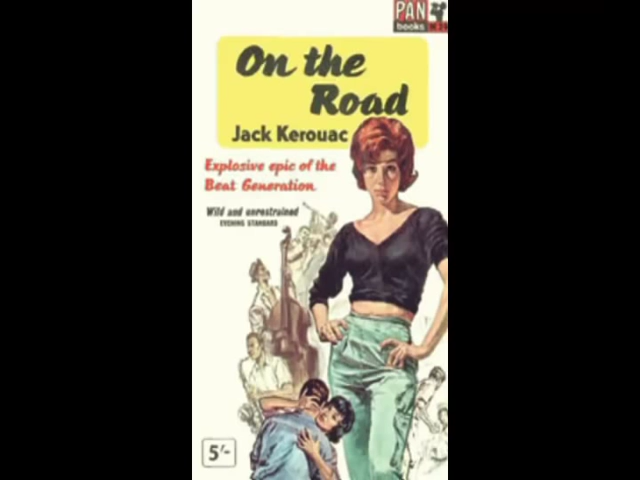 PAN
books
On the
Road
Jack Kerouac
Explosive epic of the
Beat Generation
Wild and unrestrained
EVENING STANDARD
5/-